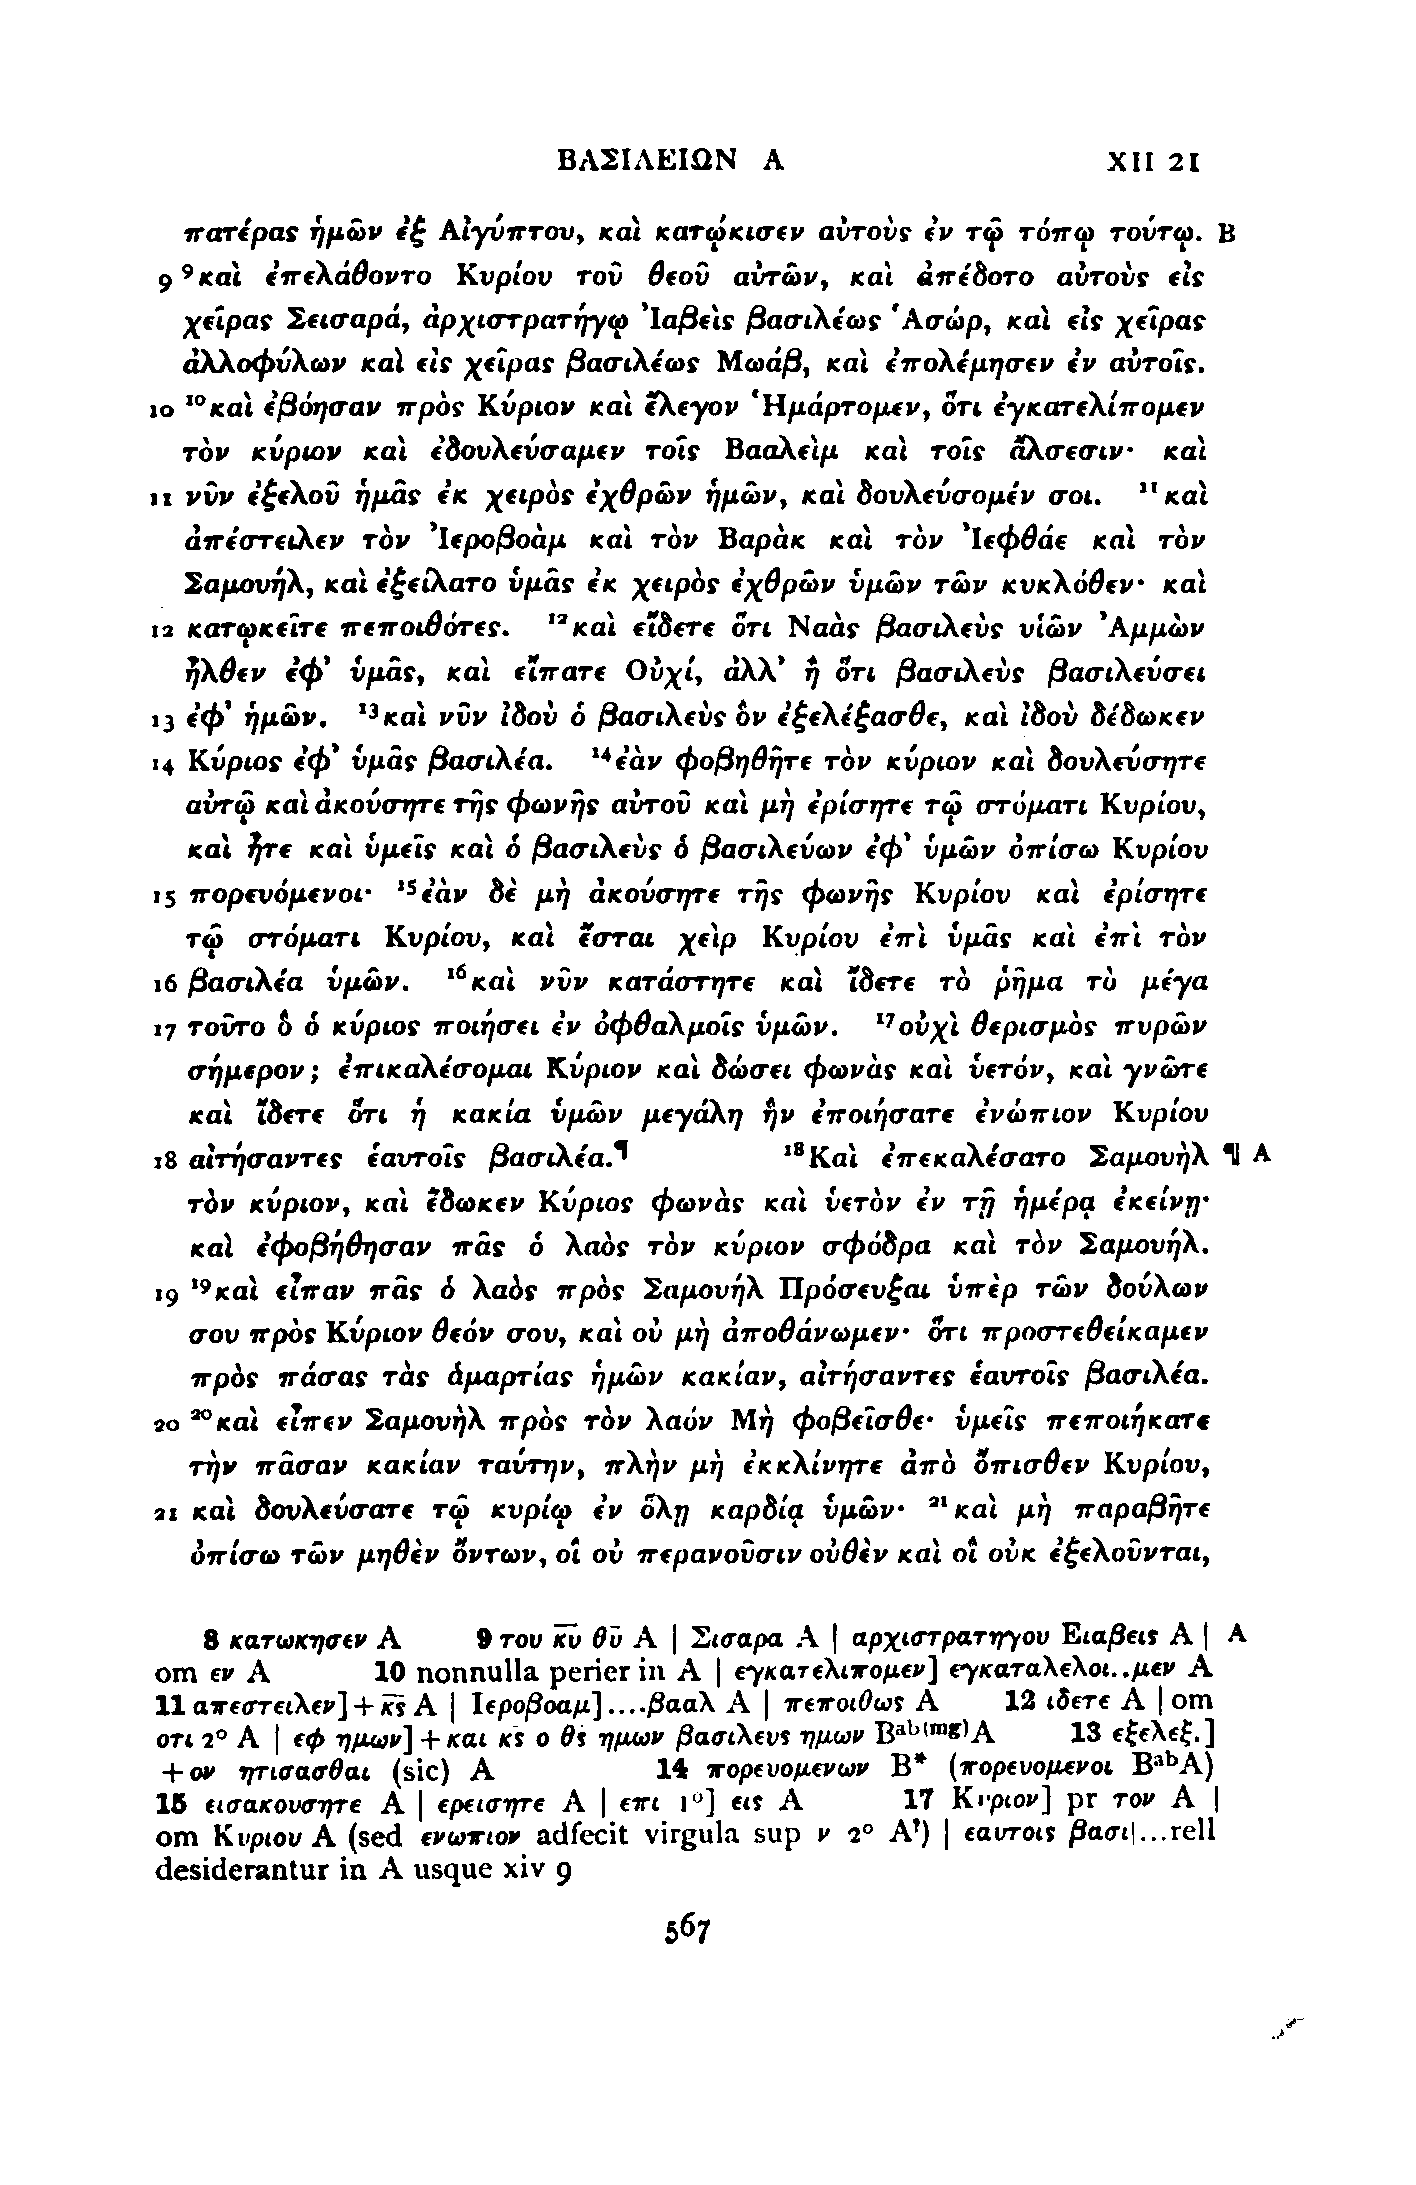 ΒΑΣΙΛΕΙΩΝ Α XII 21
πατέρας ἡμῶν ἐξ Αἰγύπτου, καὶ κατῴκισεν αὐτοὺς ἐν τῷ τόπῳ τούτῳ. B
9 ⁹καὶ ἐπελάθοντο Κυρίου τοῦ θεοῦ αὐτῶν, καὶ ἀπέδοτο αὐτοὺς εἰς
χεῖρας Σεισαρά, ἀρχιστρατήγῳ Ἰαβεὶς βασιλέως Ἁσώρ, καὶ εἰς χεῖρας
ἀλλοφύλων καὶ εἰς χεῖρας βασιλέως Μωάβ, καὶ ἐπολέμησεν ἐν αὐτοῖς.
10 ¹⁰καὶ ἐβόησαν πρὸς Κύριον καὶ ἔλεγον Ἡμάρτομεν, ὅτι ἐγκατελίπομεν
τὸν κύριον καὶ ἐδουλεύσαμεν τοῖς Βααλεὶμ καὶ τοῖς ἄλσεσιν· καὶ
11 νῦν ἐξελοῦ ἡμᾶς ἐκ χειρὸς ἐχθρῶν ἡμῶν, καὶ δουλεύσομέν σοι. ¹¹καὶ
ἀπέστειλεν τὸν Ἰεροβοὰμ καὶ τὸν Βαρὰκ καὶ τὸν Ἰεφθάε καὶ τὸν
Σαμουήλ, καὶ ἐξείλατο ὑμᾶς ἐκ χειρὸς ἐχθρῶν ὑμῶν τῶν κυκλόθεν· καὶ
12 κατῳκεῖτε πεποιθότες. ¹²καὶ εἴδετε ὅτι Ναὰς βασιλεὺς υἱῶν Ἀμμὼν
ἦλθεν ἐφ’ ὑμᾶς, καὶ εἴπατε Οὐχί, ἀλλ’ ἢ ὅτι βασιλεὺς βασιλεύσει
13 ἐφ’ ἡμῶν. ¹³καὶ νῦν ἰδοὺ ὁ βασιλεὺς ὃν ἐξελέξασθε, καὶ ἰδοὺ δέδωκεν
14 Κύριος ἐφ’ ὑμᾶς βασιλέα. ¹⁴ἐὰν φοβηθῆτε τὸν κύριον καὶ δουλεύσητε
αὐτῷ καὶ ἀκούσητε τῆς φωνῆς αὐτοῦ καὶ μὴ ἐρίσητε τῷ στόματι Κυρίου,
καὶ ἦτε καὶ ὑμεῖς καὶ ὁ βασιλεὺς ὁ βασιλεύων ἐφ’ ὑμῶν ὀπίσω Κυρίου
15 πορευόμενοι· ¹⁵ἐὰν δὲ μὴ ἀκούσητε τῆς φωνῆς Κυρίου καὶ ἐρίσητε
τῷ στόματι Κυρίου, καὶ ἔσται χεὶρ Κυρίου ἐπὶ ὑμᾶς καὶ ἐπὶ τὸν
16 βασιλέα ὑμῶν. ¹⁶καὶ νῦν κατάστητε καὶ ἴδετε τὸ ῥῆμα τὸ μέγα
17 τοῦτο ὃ ὁ κύριος ποιήσει ἐν ὀφθαλμοῖς ὑμῶν. ¹⁷οὐχὶ θερισμὸς πυρῶν
σήμερον; ἐπικαλέσομαι Κύριον καὶ δώσει φωνὰς καὶ ὑετόν, καὶ γνῶτε
καὶ ἴδετε ὅτι ἡ κακία ὑμῶν μεγάλη ἣν ἐποιήσατε ἐνώπιον Κυρίου
18 αἰτήσαντες ἑαυτοῖς βασιλέα.¶ ¹⁸Καὶ ἐπεκαλέσατο Σαμουὴλ ¶ A
τὸν κύριον, καὶ ἔδωκεν Κύριος φωνὰς καὶ ὑετὸν ἐν τῇ ἡμέρᾳ ἐκείνῃ·
καὶ ἐφοβήθησαν πᾶς ὁ λαὸς τὸν κύριον σφόδρα καὶ τὸν Σαμουήλ.
19 ¹⁹καὶ εἶπαν πᾶς ὁ λαὸς πρὸς Σαμουήλ Πρόσευξαι ὑπὲρ τῶν δούλων
σου πρὸς Κύριον θεόν σου, καὶ οὐ μὴ ἀποθάνωμεν· ὅτι προστεθείκαμεν
πρὸς πάσας τὰς ἁμαρτίας ἡμῶν κακίαν, αἰτήσαντες ἑαυτοῖς βασιλέα.
20 ²⁰καὶ εἶπεν Σαμουὴλ πρὸς τὸν λαόν Μὴ φοβεῖσθε· ὑμεῖς πεποιήκατε
τὴν πᾶσαν κακίαν ταύτην, πλὴν μὴ ἐκκλίνητε ἀπὸ ὄπισθεν Κυρίου,
21 καὶ δουλεύσατε τῷ κυρίῳ ἐν ὅλῃ καρδίᾳ ὑμῶν· ²¹καὶ μὴ παραβῆτε
ὀπίσω τῶν μηθὲν ὄντων, οἳ οὐ περανοῦσιν οὐθὲν καὶ οἳ οὐκ ἐξελοῦνται,
8 κατωκησεν A 9 του κ̅υ̅ θ̅υ̅ A | Σισαρα A | αρχιστρατηγου Ειαβεις A | A
om εν A 10 nonnulla perier in A | εγκατελιπομεν] εγκαταλελοι..μεν A
11 απεστειλεν]+κ̅ς̅ A | Ιεροβοαμ]....βααλ A | πεποιθως A 12 ιδετε A | om
οτι 2° A | εφ ημων]+και κ̅ς̅ ο θ̅ς̅ ημων βασιλευς ημων Bᵃᵇ⁽ᵐᵍ⁾A 13 εξελεξ.]
+ον ητισασθαι (sic) A 14 πορευομενων B* (πορευομενοι BᵃᵇA)
15 εισακουσητε A | ερεισητε A | επι 1°] εις A 17 Κυριον] pr τον A |
om Κυριου A (sed ενωπιον adfecit virgula sup ν 2° A’) | εαυτοις βασι|...rell
desiderantur in A usque xiv 9
567